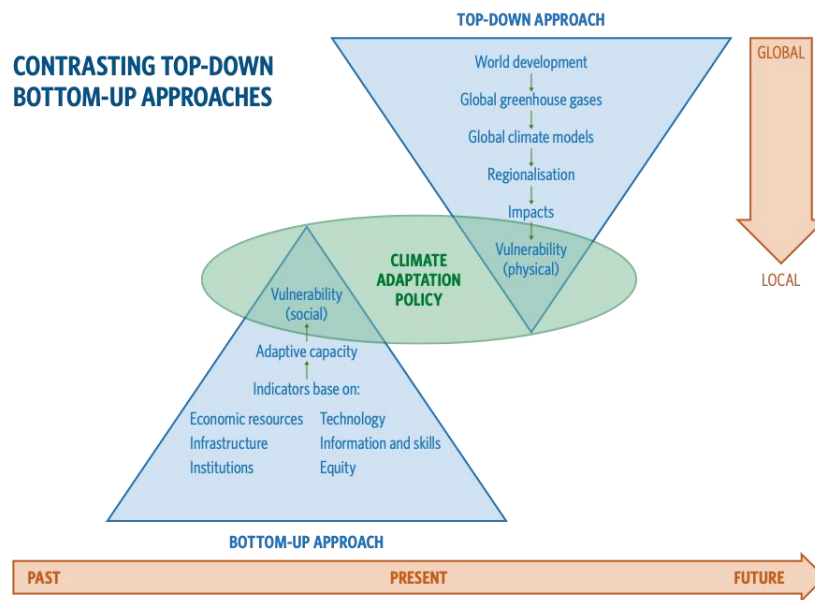 CONTRASTING TOP-DOWN
BOTTOM-UP APPROACHES
TOP-DOWN APPROACH
World development
Global greenhouse gases
Global climate models
Regionalisation
Impacts
Vulnerability
(physical)
GLOBAL
LOCAL
CLIMATE
ADAPTATION
POLICY
Vulnerability
(social)
Adaptive capacity
Indicators base on:
Economic resources
Technology
Infrastructure
Information and skills
Institutions
Equity
BOTTOM-UP APPROACH
PAST
PRESENT
FUTURE